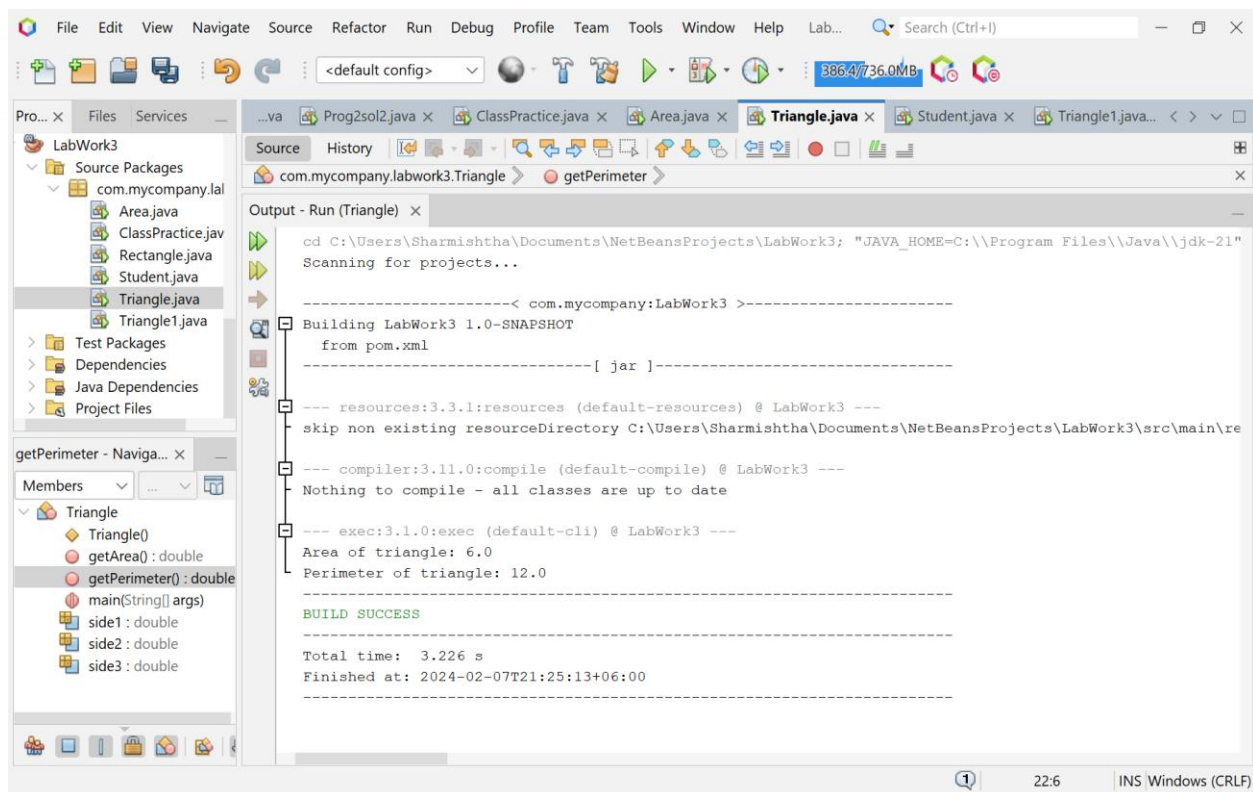 File Edit View Navigate Source Refactor Run Debug Profile Team Tools Window Help Lab... Search (Ctrl+I)
<default config> 386.4/736.0MB
Pro... Files Services
...va Prog2sol2.java ClassPractice.java Area.java Triangle.java Student.java Triangle1.java...
LabWork3
Source Packages
com.mycompany.lal
Area.java
ClassPractice.jav
Rectangle.java
Student.java
Triangle.java
Triangle1.java
Test Packages
Dependencies
Java Dependencies
Project Files
getPerimeter - Naviga...
Members ...
Triangle
Triangle()
getArea() : double
getPerimeter() : double
main(String[] args)
side1 : double
side2 : double
side3 : double
Source History
com.mycompany.labwork3.Triangle getPerimeter
Output - Run (Triangle)
cd C:\Users\Sharmishtha\Documents\NetBeansProjects\LabWork3; "JAVA_HOME=C:\\Program Files\\Java\\jdk-21"
Scanning for projects...
----------------------< com.mycompany:LabWork3 >----------------------
Building LabWork3 1.0-SNAPSHOT
from pom.xml
--------------------------------[ jar ]---------------------------------
--- resources:3.3.1:resources (default-resources) @ LabWork3 ---
skip non existing resourceDirectory C:\Users\Sharmishtha\Documents\NetBeansProjects\LabWork3\src\main\re
--- compiler:3.11.0:compile (default-compile) @ LabWork3 ---
Nothing to compile - all classes are up to date
--- exec:3.1.0:exec (default-cli) @ LabWork3 ---
Area of triangle: 6.0
Perimeter of triangle: 12.0
------------------------------------------------------------------------
BUILD SUCCESS
------------------------------------------------------------------------
Total time: 3.226 s
Finished at: 2024-02-07T21:25:13+06:00
------------------------------------------------------------------------
1 22:6 INS Windows (CRLF)